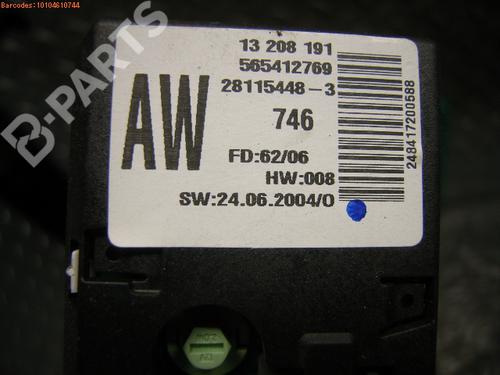 Barcodes:10104610744
B-PARTS
13 208 191
565412769
28115448-3
AW
746
FD:62/06
HW:008
SW:24.06.2004/0
248417200588